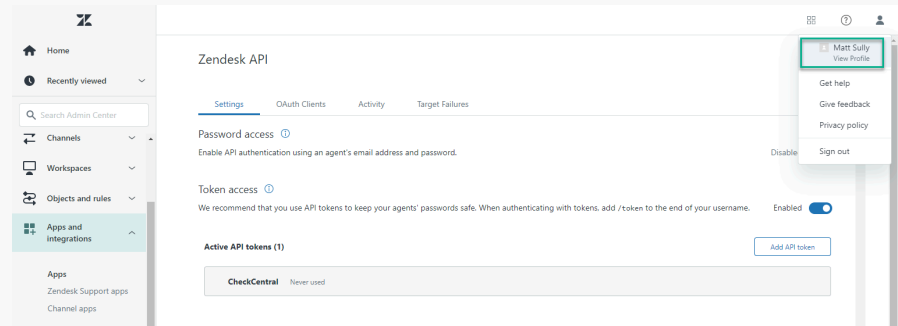 Home
Recently viewed
Search Admin Center
Channels
Workspaces
Objects and rules
Apps and
integrations
Apps
Zendesk Support apps
Channel apps
Zendesk API
Settings
OAuth Clients
Activity
Target Failures
Password access
Enable API authentication using an agent's email address and password.
Disable
Token access
We recommend that you use API tokens to keep your agents' passwords safe. When authenticating with tokens, add /token to the end of your username.
Enabled
Active API tokens (1)
Add API token
CheckCentral Never used
Matt Sully
View Profile
Get help
Give feedback
Privacy policy
Sign out